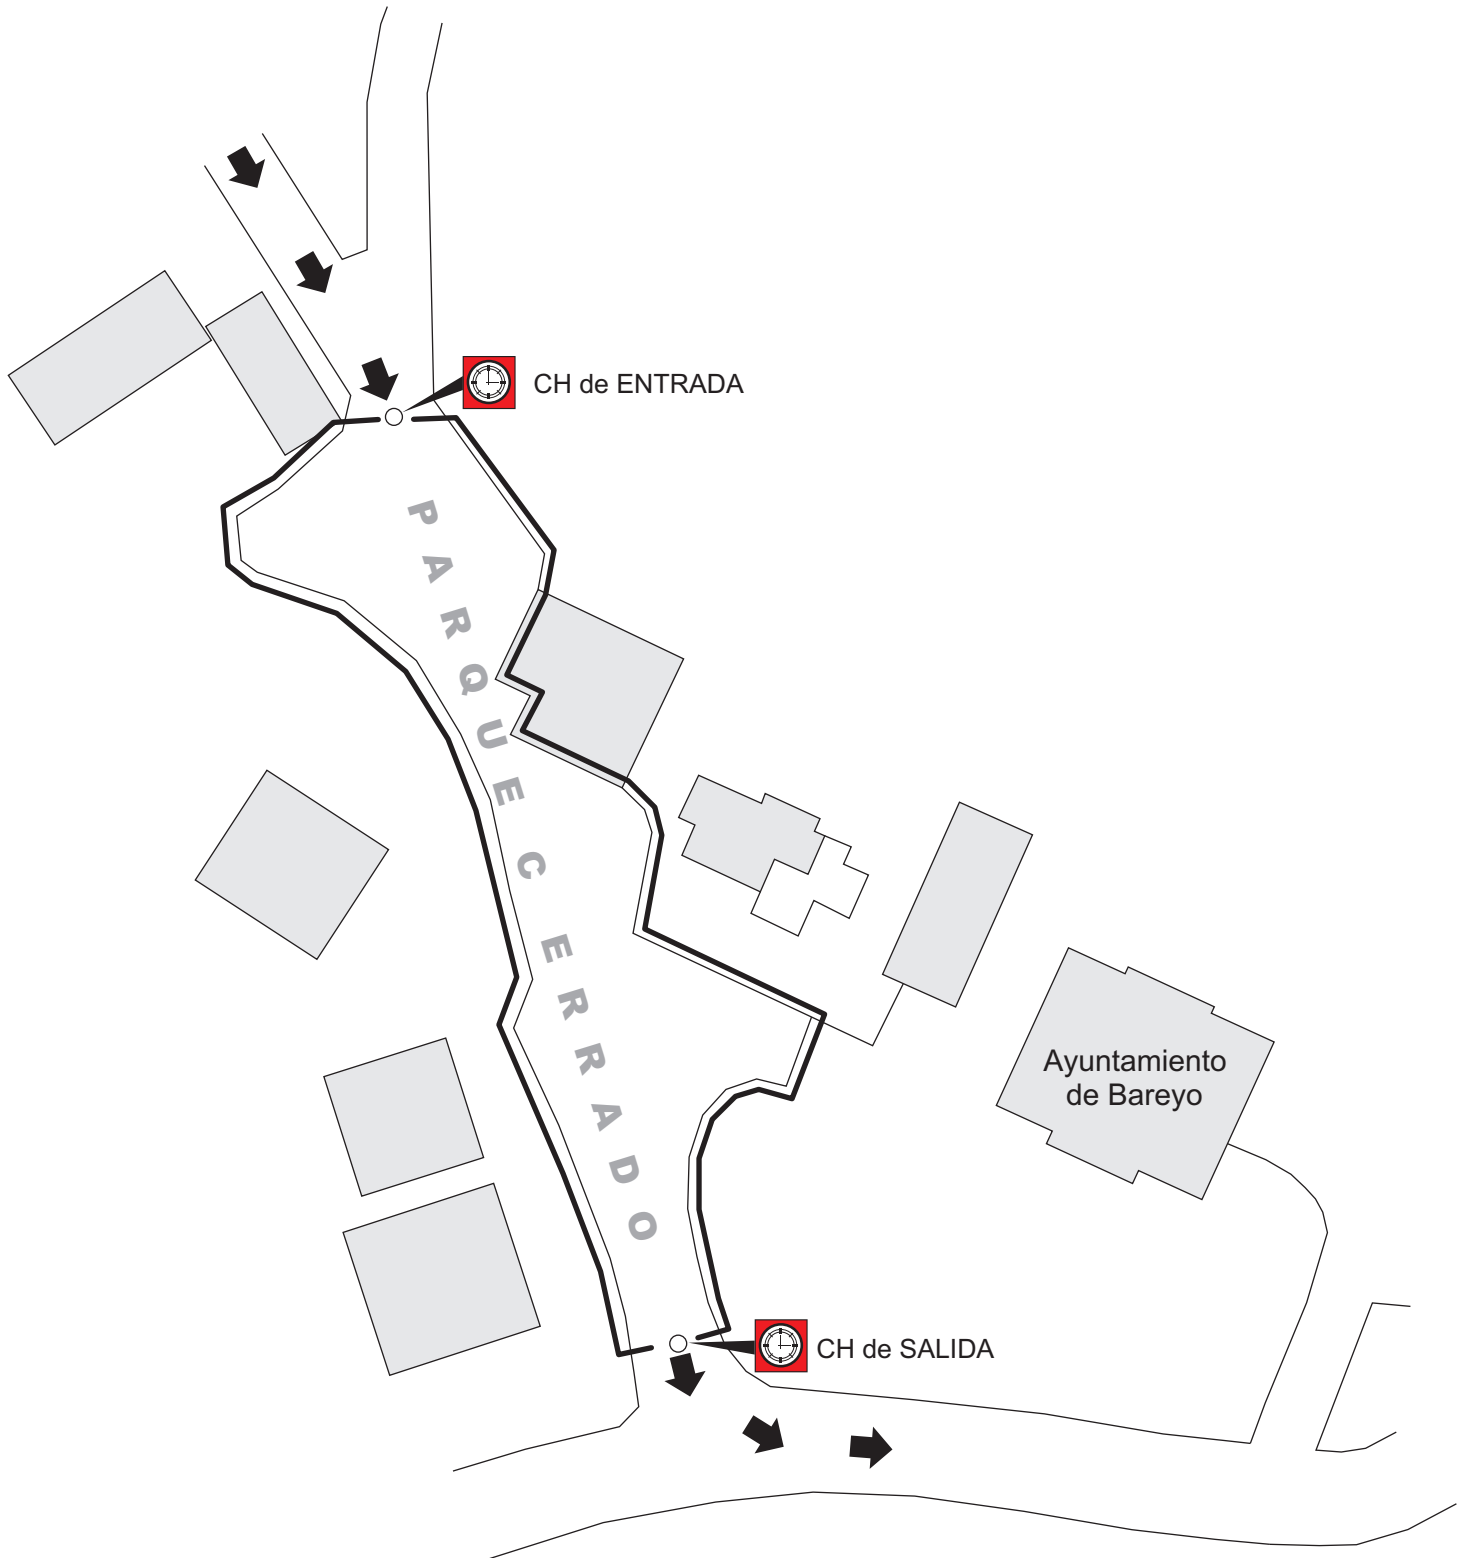 CH de ENTRADA
PARQUE CERRADO
Ayuntamiento
de Bareyo
CH de SALIDA